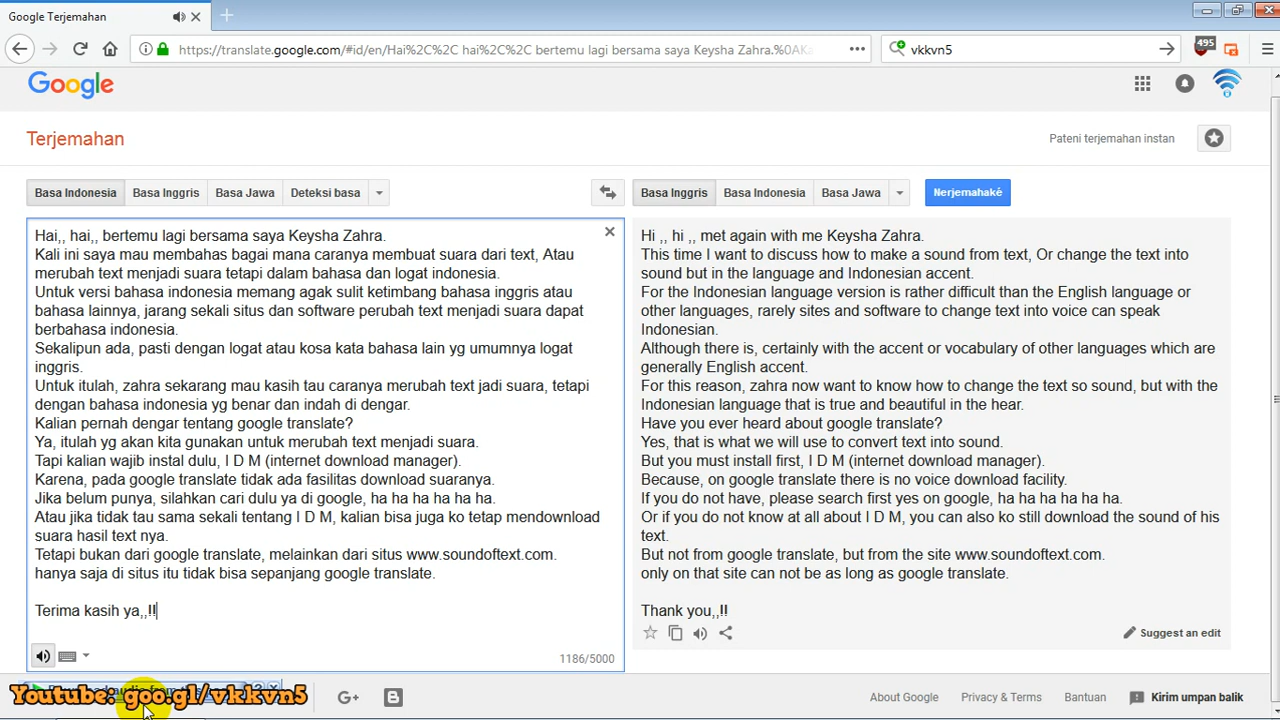 Google Terjemahan
https://translate.google.com/#id/en/Hai%2C%2C hai%2C%2C bertemu lagi bersama saya Keysha Zahra.%0AKa
vkkvn5
495
Google
Terjemahan
Pateni terjemahan instan
Basa Indonesia Basa Inggris Basa Jawa Deteksi basa
Basa Inggris Basa Indonesia Basa Jawa Nerjemahaké
Hai,, hai,, bertemu lagi bersama saya Keysha Zahra.
Kali ini saya mau membahas bagai mana caranya membuat suara dari text, Atau
merubah text menjadi suara tetapi dalam bahasa dan logat indonesia.
Untuk versi bahasa indonesia memang agak sulit ketimbang bahasa inggris atau
bahasa lainnya, jarang sekali situs dan software perubah text menjadi suara dapat
berbahasa indonesia.
Sekalipun ada, pasti dengan logat atau kosa kata bahasa lain yg umumnya logat
inggris.
Untuk itulah, zahra sekarang mau kasih tau caranya merubah text jadi suara, tetapi
dengan bahasa indonesia yg benar dan indah di dengar.
Kalian pernah dengar tentang google translate?
Ya, itulah yg akan kita gunakan untuk merubah text menjadi suara.
Tapi kalian wajib instal dulu, I D M (internet download manager).
Karena, pada google translate tidak ada fasilitas download suaranya.
Jika belum punya, silahkan cari dulu ya di google, ha ha ha ha ha ha.
Atau jika tidak tau sama sekali tentang I D M, kalian bisa juga ko tetap mendownload
suara hasil text nya.
Tetapi bukan dari google translate, melainkan dari situs www.soundoftext.com.
hanya saja di situs itu tidak bisa sepanjang google translate.
Terima kasih ya,,!!
1186/5000
Hi ,, hi ,, met again with me Keysha Zahra.
This time I want to discuss how to make a sound from text, Or change the text into
sound but in the language and Indonesian accent.
For the Indonesian language version is rather difficult than the English language or
other languages, rarely sites and software to change text into voice can speak
Indonesian.
Although there is, certainly with the accent or vocabulary of other languages which are
generally English accent.
For this reason, zahra now want to know how to change the text so sound, but with the
Indonesian language that is true and beautiful in the hear.
Have you ever heard about google translate?
Yes, that is what we will use to convert text into sound.
But you must install first, I D M (internet download manager).
Because, on google translate there is no voice download facility.
If you do not have, please search first yes on google, ha ha ha ha ha ha.
Or if you do not know at all about I D M, you can also ko still download the sound of his
text.
But not from google translate, but from the site www.soundoftext.com.
only on that site can not be as long as google translate.
Thank you,,!!
Suggest an edit
Youtube: goo.gl/vkkvn5
G+
About Google Privacy & Terms Bantuan Kirim umpan balik